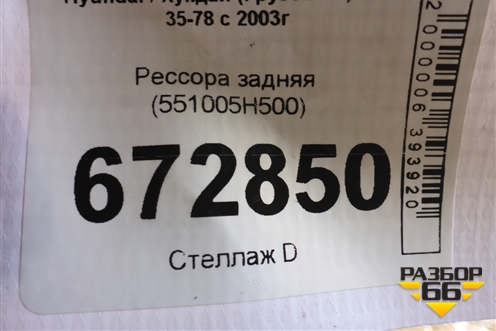 35-78 с 2003г
Рессора задняя
(551005H500)
672850
Стеллаж D
2000006393920
РАЗБОР
66